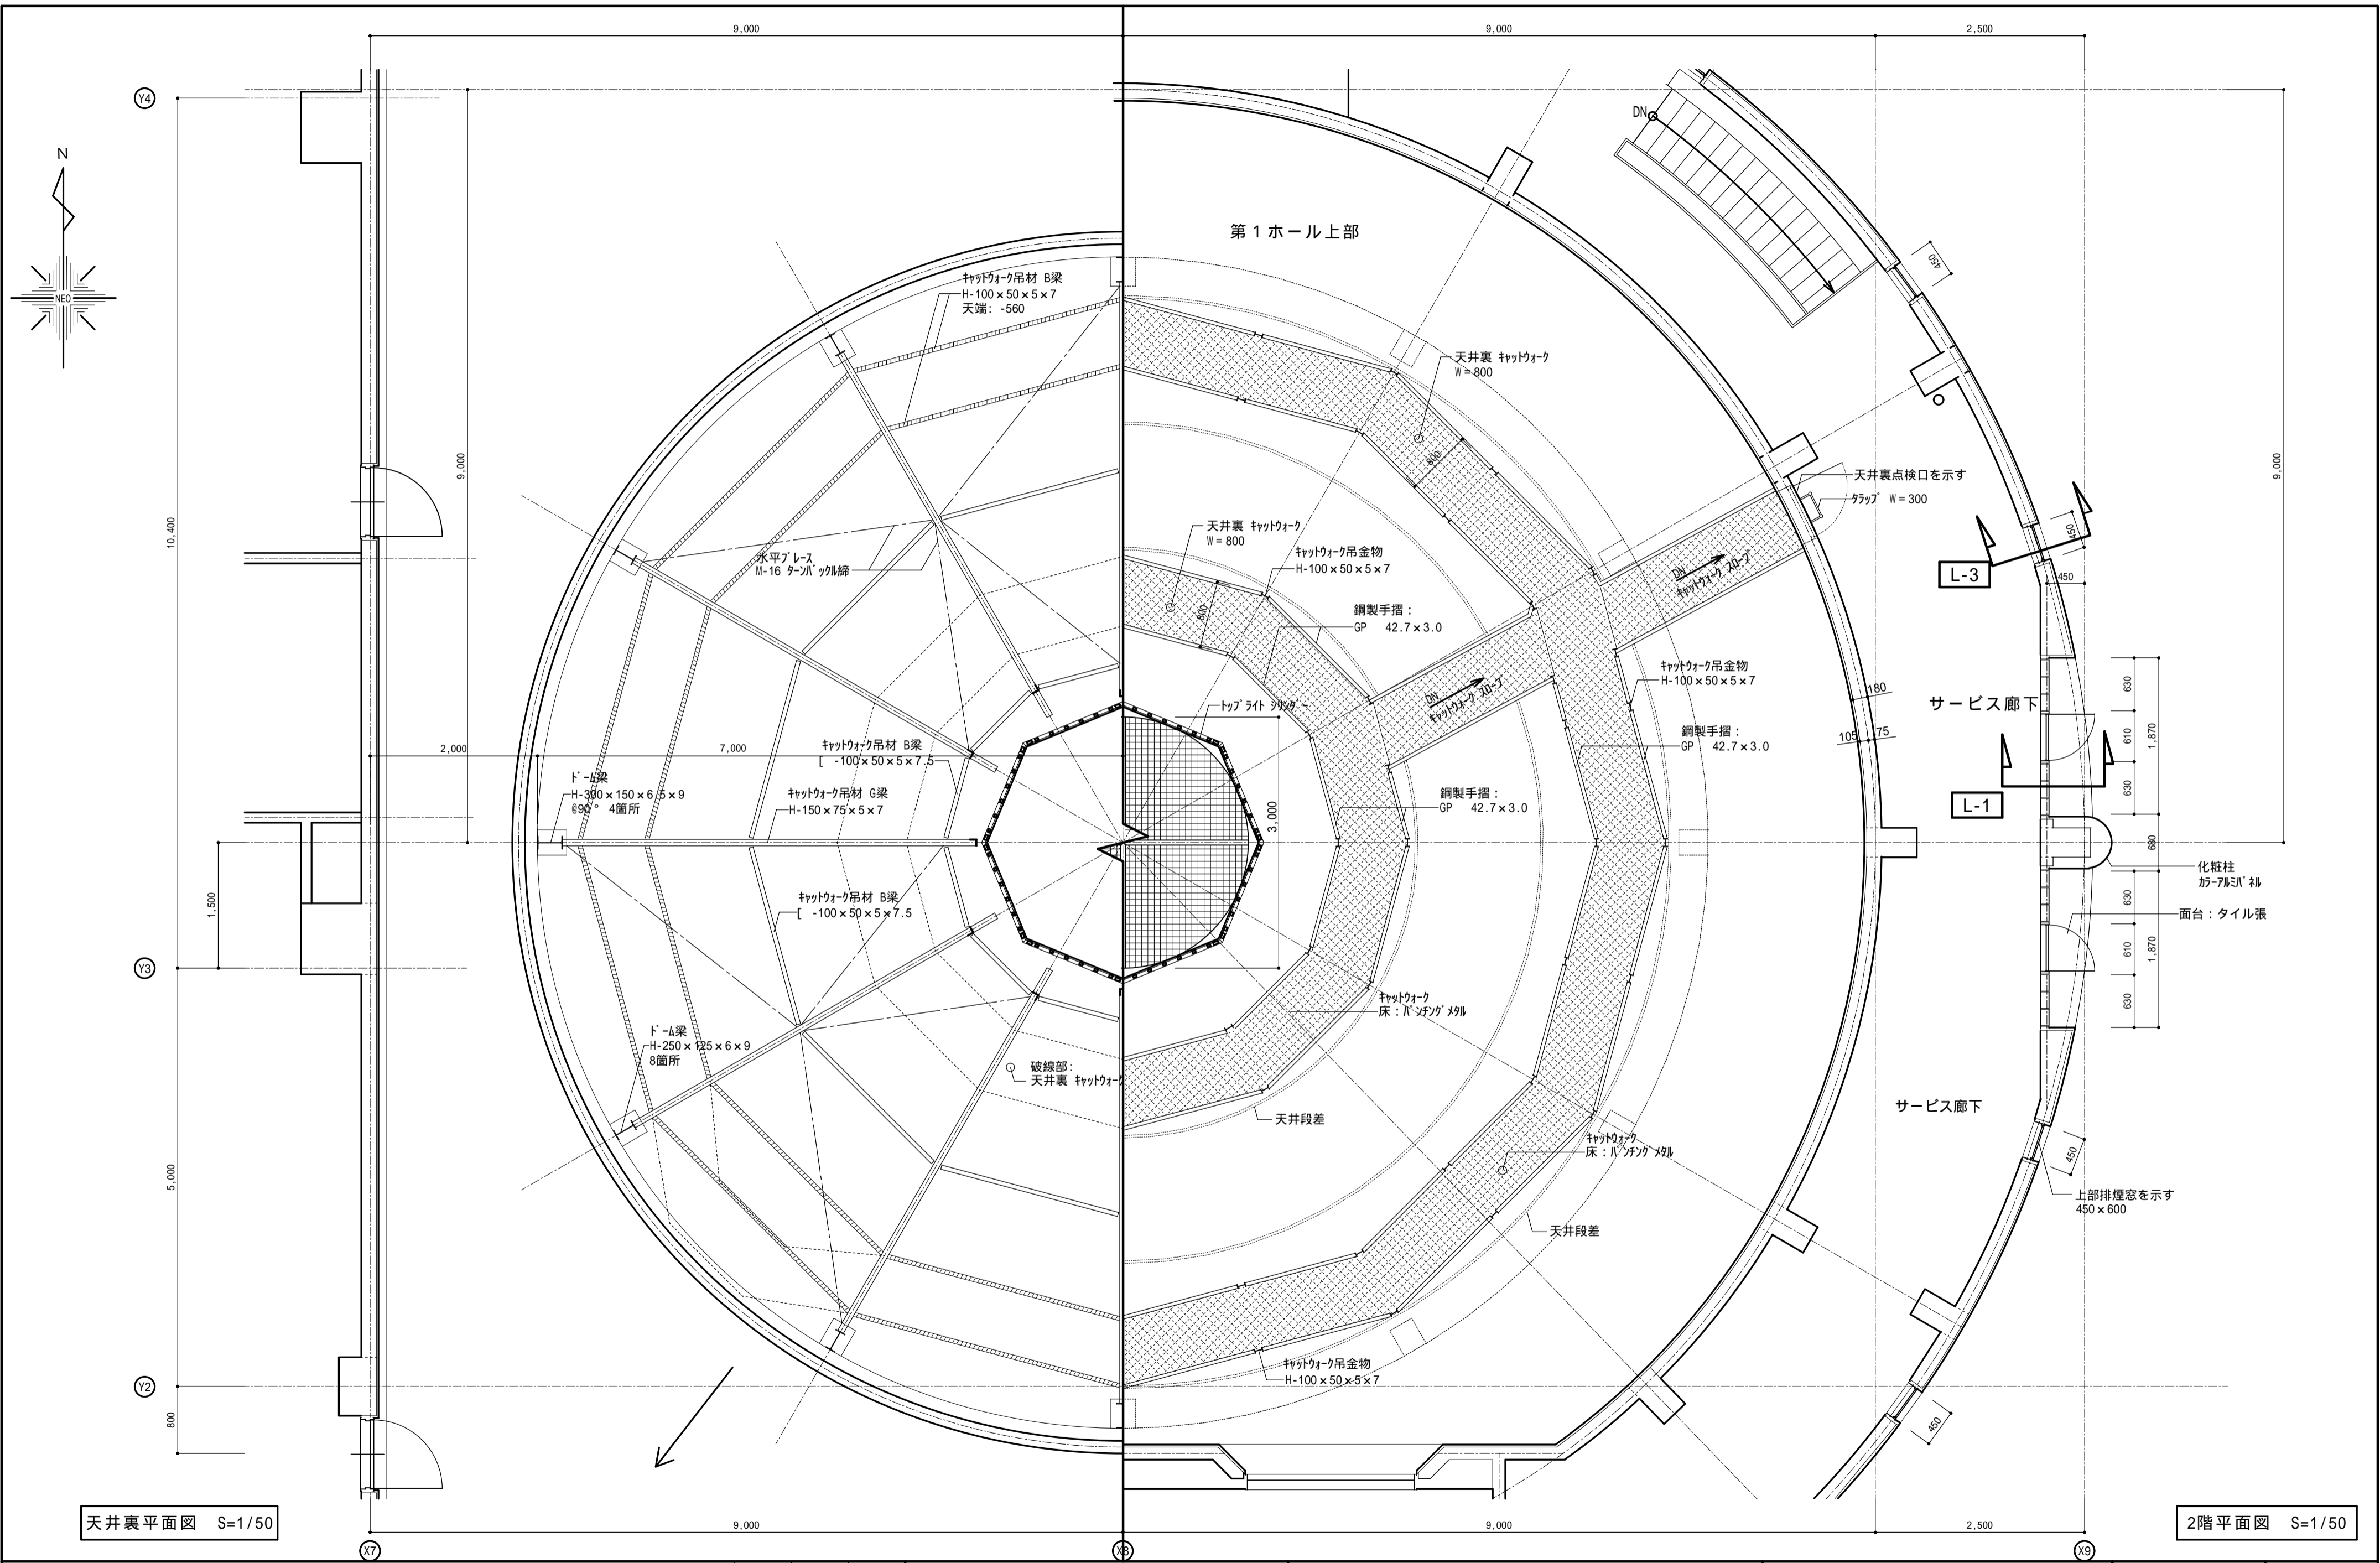 9,000
9,000
2,500
Y4
N
NEO
10,400
9,000
9,000
DN
450
第1ホール上部
キャットウォーク吊材 B梁
H-100×50×5×7
天端: -560
天井裏 キャットウォーク
W=800
800
天井裏点検口を示す
タラップ W=300
450
L-3
450
天井裏 キャットウォーク
W=800
800
キャットウォーク吊金物
H-100×50×5×7
水平ブレース
M-16 ターンバックル締
鋼製手摺:
GP 42.7×3.0
DN
キャットウォーク スロープ
DN
キャットウォーク スロープ
キャットウォーク吊金物
H-100×50×5×7
180
105
75
サービス廊下
630
610
630
1,870
トップライト シリンダー
鋼製手摺:
GP 42.7×3.0
2,000
7,000
キャットウォーク吊材 B梁
[ -100×50×5×7.5
ドーム梁
H-300×150×6.5×9
@90° 4箇所
キャットウォーク吊材 G梁
H-150×75×5×7
3,000
鋼製手摺:
GP 42.7×3.0
L-1
680
化粧柱
カラーアルミパネル
1,500
キャットウォーク吊材 B梁
[ -100×50×5×7.5
630
610
630
1,870
面台:タイル張
Y3
キャットウォーク
床:パンチングメタル
ドーム梁
H-250×125×6×9
8箇所
破線部:
天井裏 キャットウォーク
天井段差
サービス廊下
キャットウォーク
床:パンチングメタル
450
上部排煙窓を示す
450×600
5,000
天井段差
キャットウォーク吊金物
H-100×50×5×7
Y2
800
450
天井裏平面図 S=1/50
9,000
9,000
2,500
2階平面図 S=1/50
X7
X8
X9